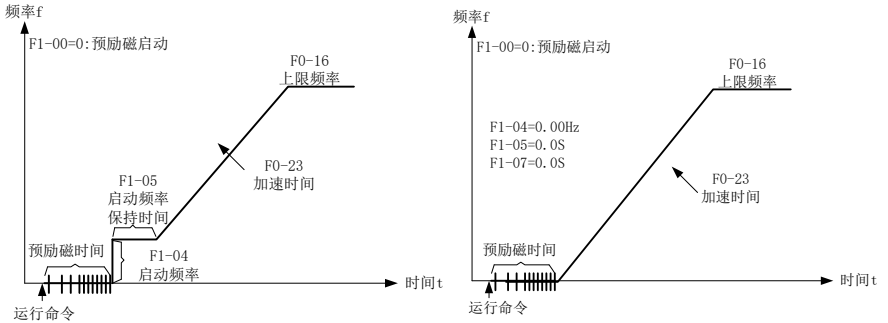 频率f
F1-00=0:预励磁启动
F0-16
上限频率
F0-23
加速时间
F1-05
启动频率
保持时间
预励磁时间
F1-04
启动频率
时间t
运行命令
频率f
F1-00=0:预励磁启动
F0-16
上限频率
F1-04=0.00Hz
F1-05=0.0S
F1-07=0.0S
F0-23
加速时间
预励磁时间
时间t
运行命令